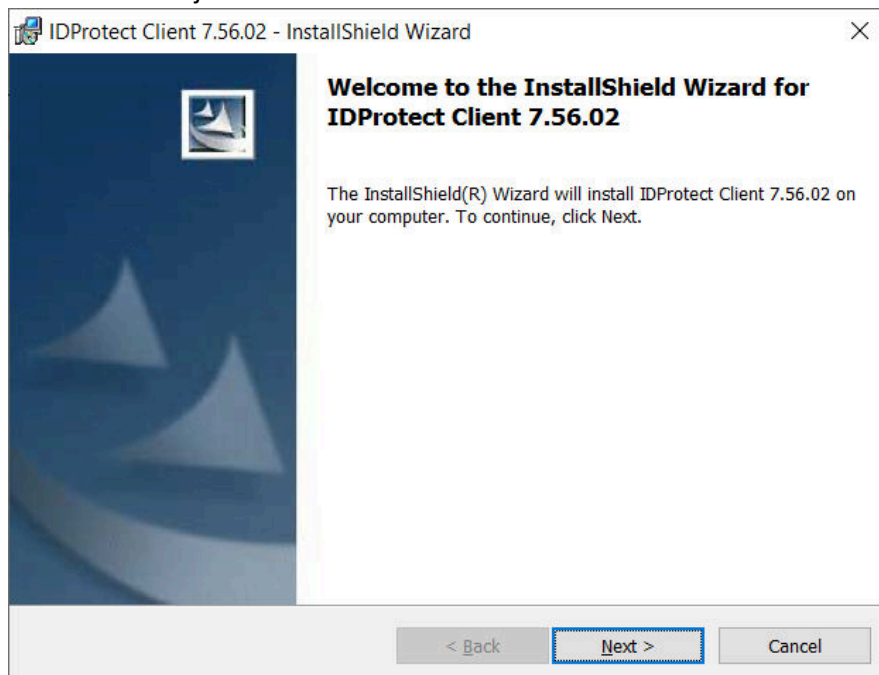 IDProtect Client 7.56.02 - InstallShield Wizard
Welcome to the InstallShield Wizard for
IDProtect Client 7.56.02
The InstallShield(R) Wizard will install IDProtect Client 7.56.02 on
your computer. To continue, click Next.
< Back
Next >
Cancel